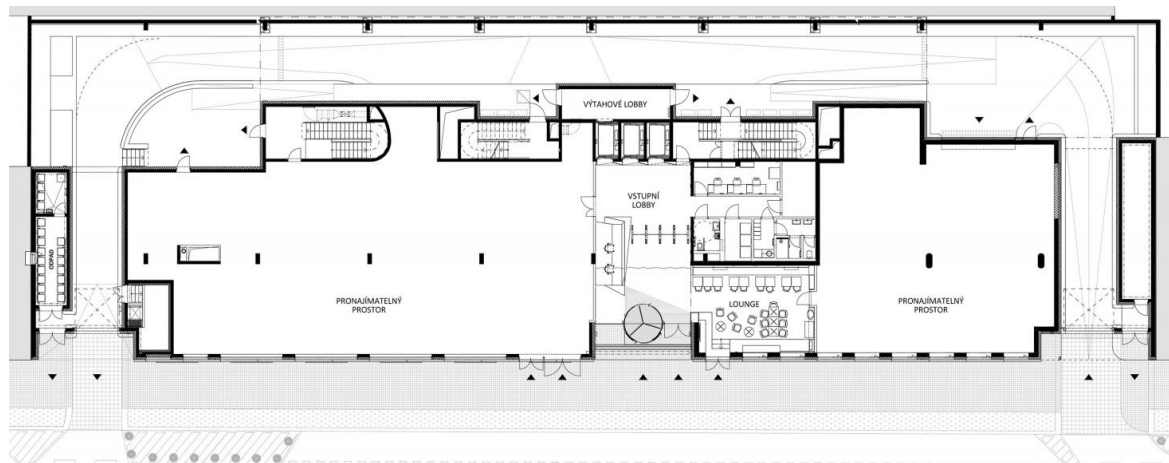 VÝTAHOVÉ LOBBY
VSTUPNÍ
LOBBY
ODPAD
PRONAJÍMATELNÝ
PROSTOR
LOUNGE
PRONAJÍMATELNÝ
PROSTOR